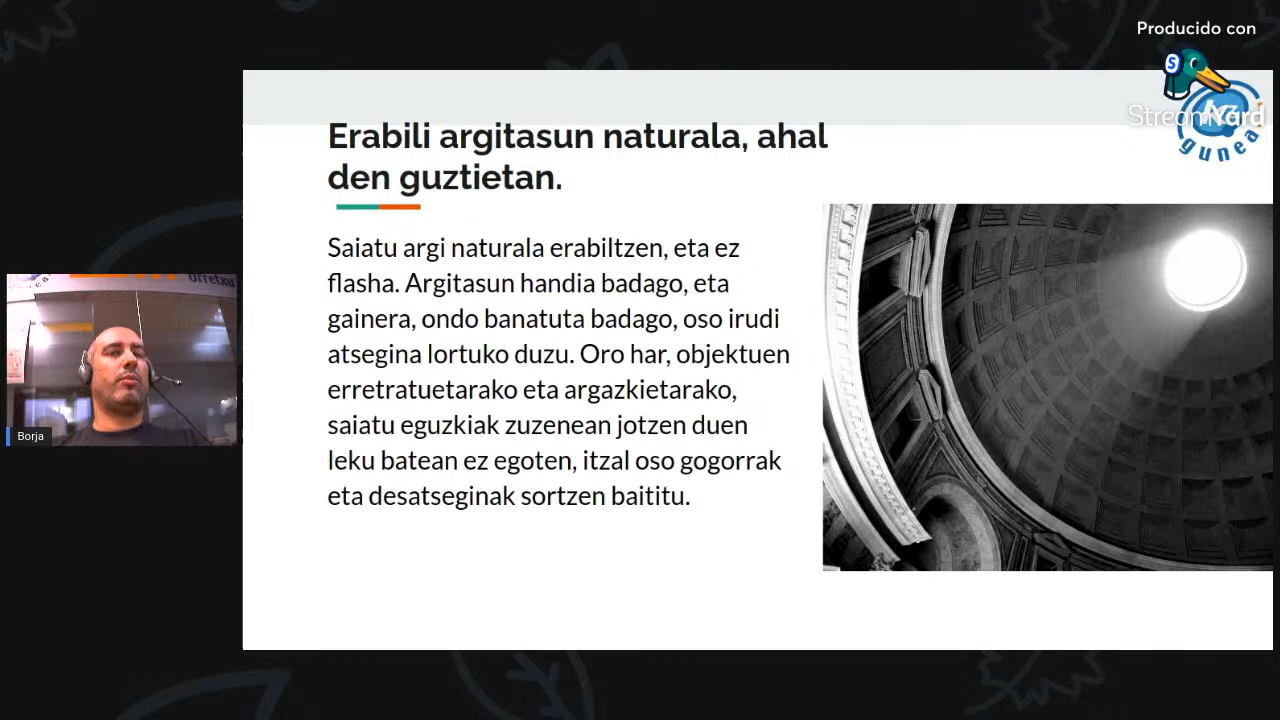 Producido con
StreamYard
KZ
gunea
Erabili argitasun naturala, ahal
den guztietan.
Saiatu argi naturala erabiltzen, eta ez
flasha. Argitasun handia badago, eta
gainera, ondo banatuta badago, oso irudi
atsegina lortuko duzu. Oro har, objektuen
erretratuetarako eta argazkietarako,
saiatu eguzkiak zuzenean jotzen duen
leku batean ez egoten, itzal oso gogorrak
eta desatseginak sortzen baititu.
Urretxu
Borja